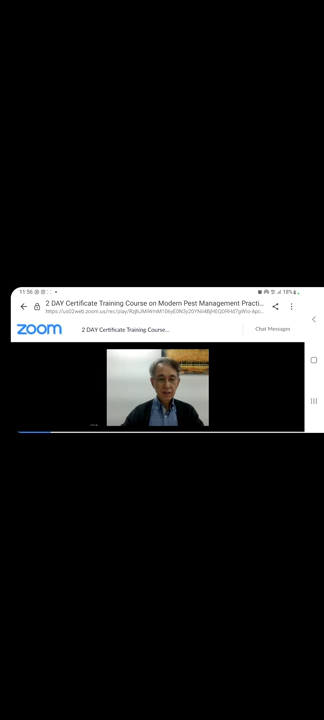 11:56
18%
2 DAY Certificate Training Course on Modern Pest Management Practi...
zoom
2 DAY Certificate Training Course...
Chat Messages